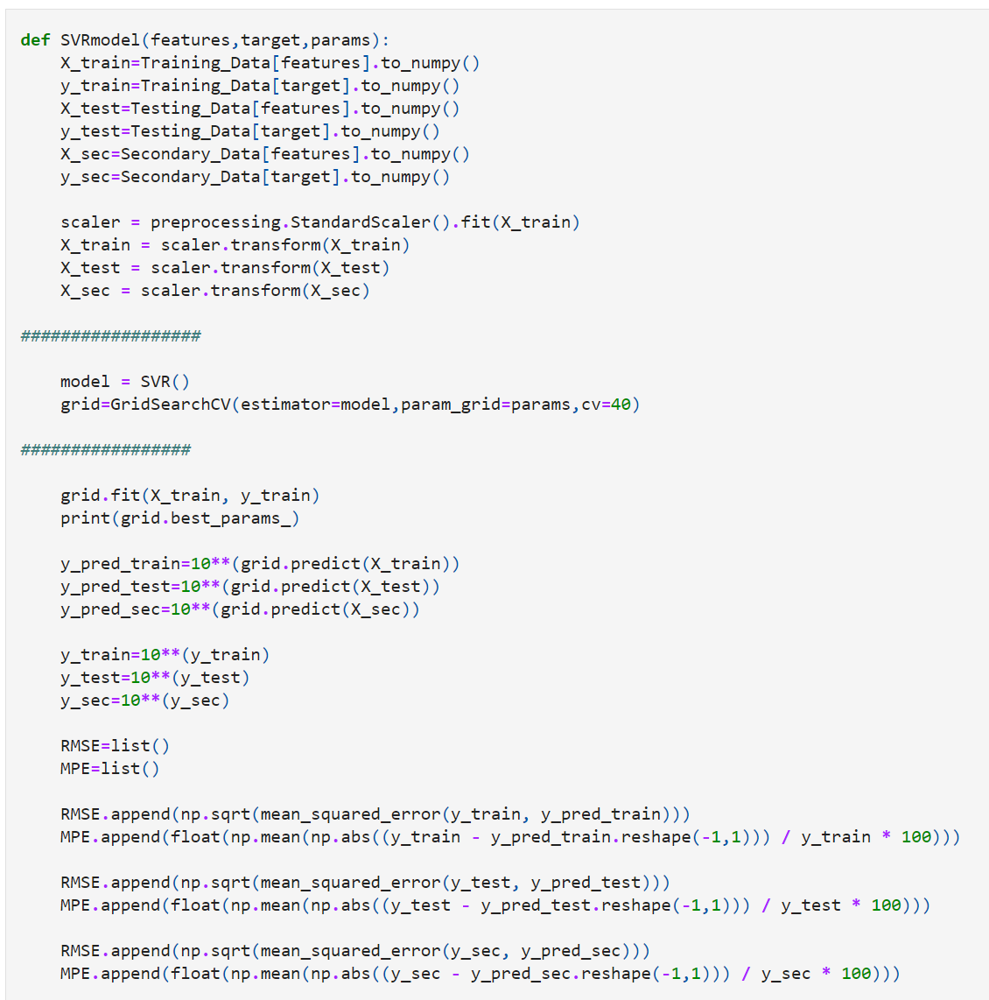 def SVRmodel(features,target,params):
    X_train=Training_Data[features].to_numpy()
    y_train=Training_Data[target].to_numpy()
    X_test=Testing_Data[features].to_numpy()
    y_test=Testing_Data[target].to_numpy()
    X_sec=Secondary_Data[features].to_numpy()
    y_sec=Secondary_Data[target].to_numpy()

    scaler = preprocessing.StandardScaler().fit(X_train)
    X_train = scaler.transform(X_train)
    X_test = scaler.transform(X_test)
    X_sec = scaler.transform(X_sec)

##################

    model = SVR()
    grid=GridSearchCV(estimator=model,param_grid=params,cv=40)

#################

    grid.fit(X_train, y_train)
    print(grid.best_params_)

    y_pred_train=10**(grid.predict(X_train))
    y_pred_test=10**(grid.predict(X_test))
    y_pred_sec=10**(grid.predict(X_sec))

    y_train=10**(y_train)
    y_test=10**(y_test)
    y_sec=10**(y_sec)

    RMSE=list()
    MPE=list()

    RMSE.append(np.sqrt(mean_squared_error(y_train, y_pred_train)))
    MPE.append(float(np.mean(np.abs((y_train - y_pred_train.reshape(-1,1))) / y_train * 100)))

    RMSE.append(np.sqrt(mean_squared_error(y_test, y_pred_test)))
    MPE.append(float(np.mean(np.abs((y_test - y_pred_test.reshape(-1,1))) / y_test * 100)))

    RMSE.append(np.sqrt(mean_squared_error(y_sec, y_pred_sec)))
    MPE.append(float(np.mean(np.abs((y_sec - y_pred_sec.reshape(-1,1))) / y_sec * 100)))